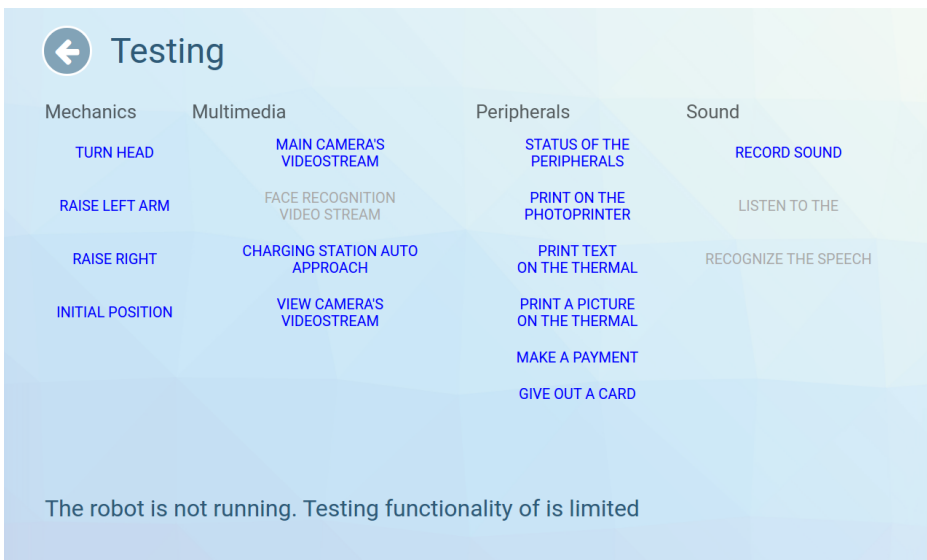 Testing
Mechanics
TURN HEAD
RAISE LEFT ARM
RAISE RIGHT
INITIAL POSITION
Multimedia
MAIN CAMERA'S
VIDEOSTREAM
FACE RECOGNITION
VIDEO STREAM
CHARGING STATION AUTO
APPROACH
VIEW CAMERA'S
VIDEOSTREAM
Peripherals
STATUS OF THE
PERIPHERALS
PRINT ON THE
PHOTOPRINTER
PRINT TEXT
ON THE THERMAL
PRINT A PICTURE
ON THE THERMAL
MAKE A PAYMENT
GIVE OUT A CARD
Sound
RECORD SOUND
LISTEN TO THE
RECOGNIZE THE SPEECH
The robot is not running. Testing functionality of is limited